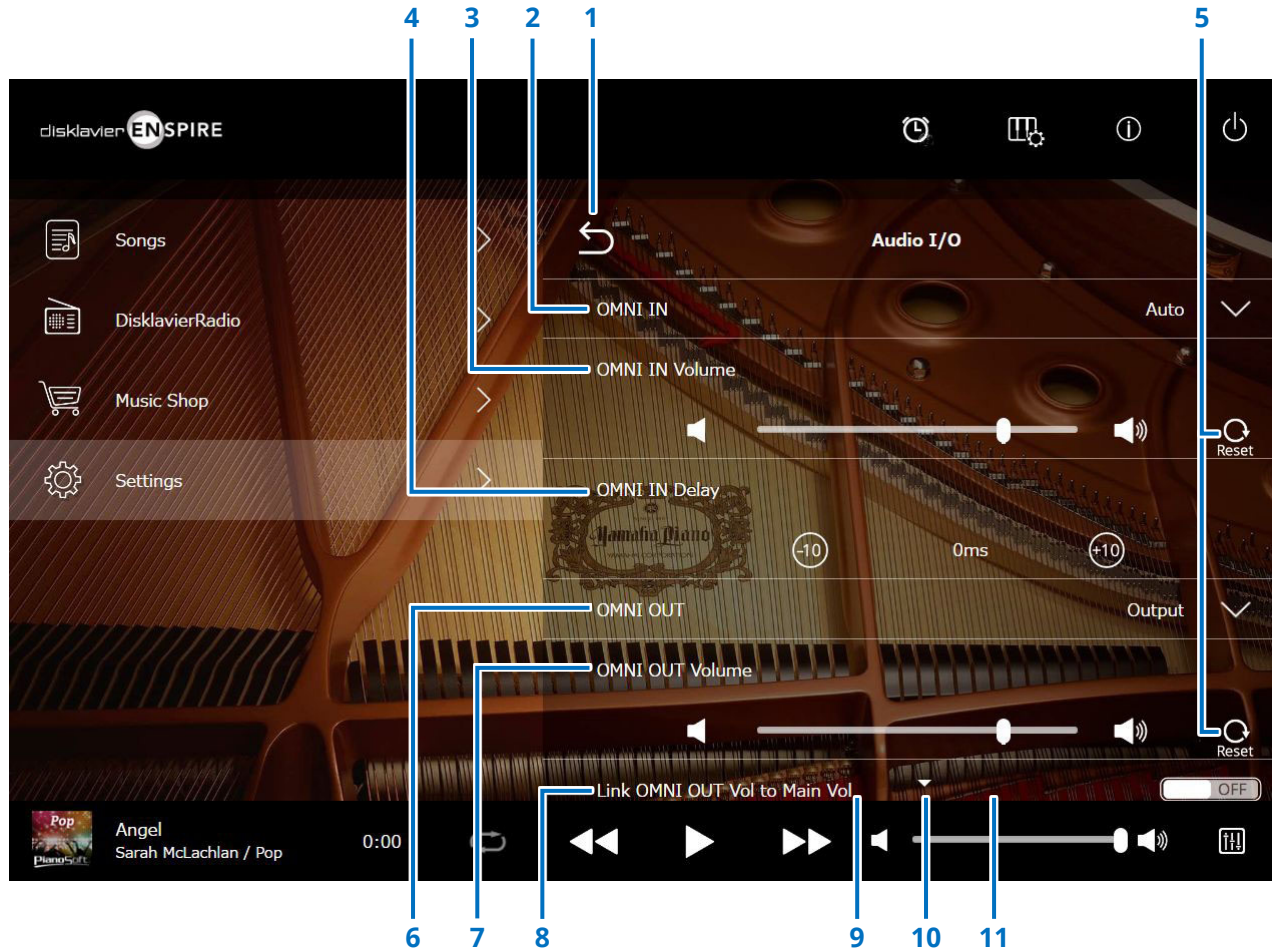 4 3 2 1 5
disklavier ENSPIRE
Songs
DisklavierRadio
Music Shop
Settings
Audio I/O
OMNI IN Auto
OMNI IN Volume
Reset
OMNI IN Delay
Yamaha Piano
-10 0ms +10
OMNI OUT Output
OMNI OUT Volume
Reset
Link OMNI OUT Vol to Main Vol OFF
Pop
PianoSoft
Angel
Sarah McLachlan / Pop
0:00
6 7 8 9 10 11